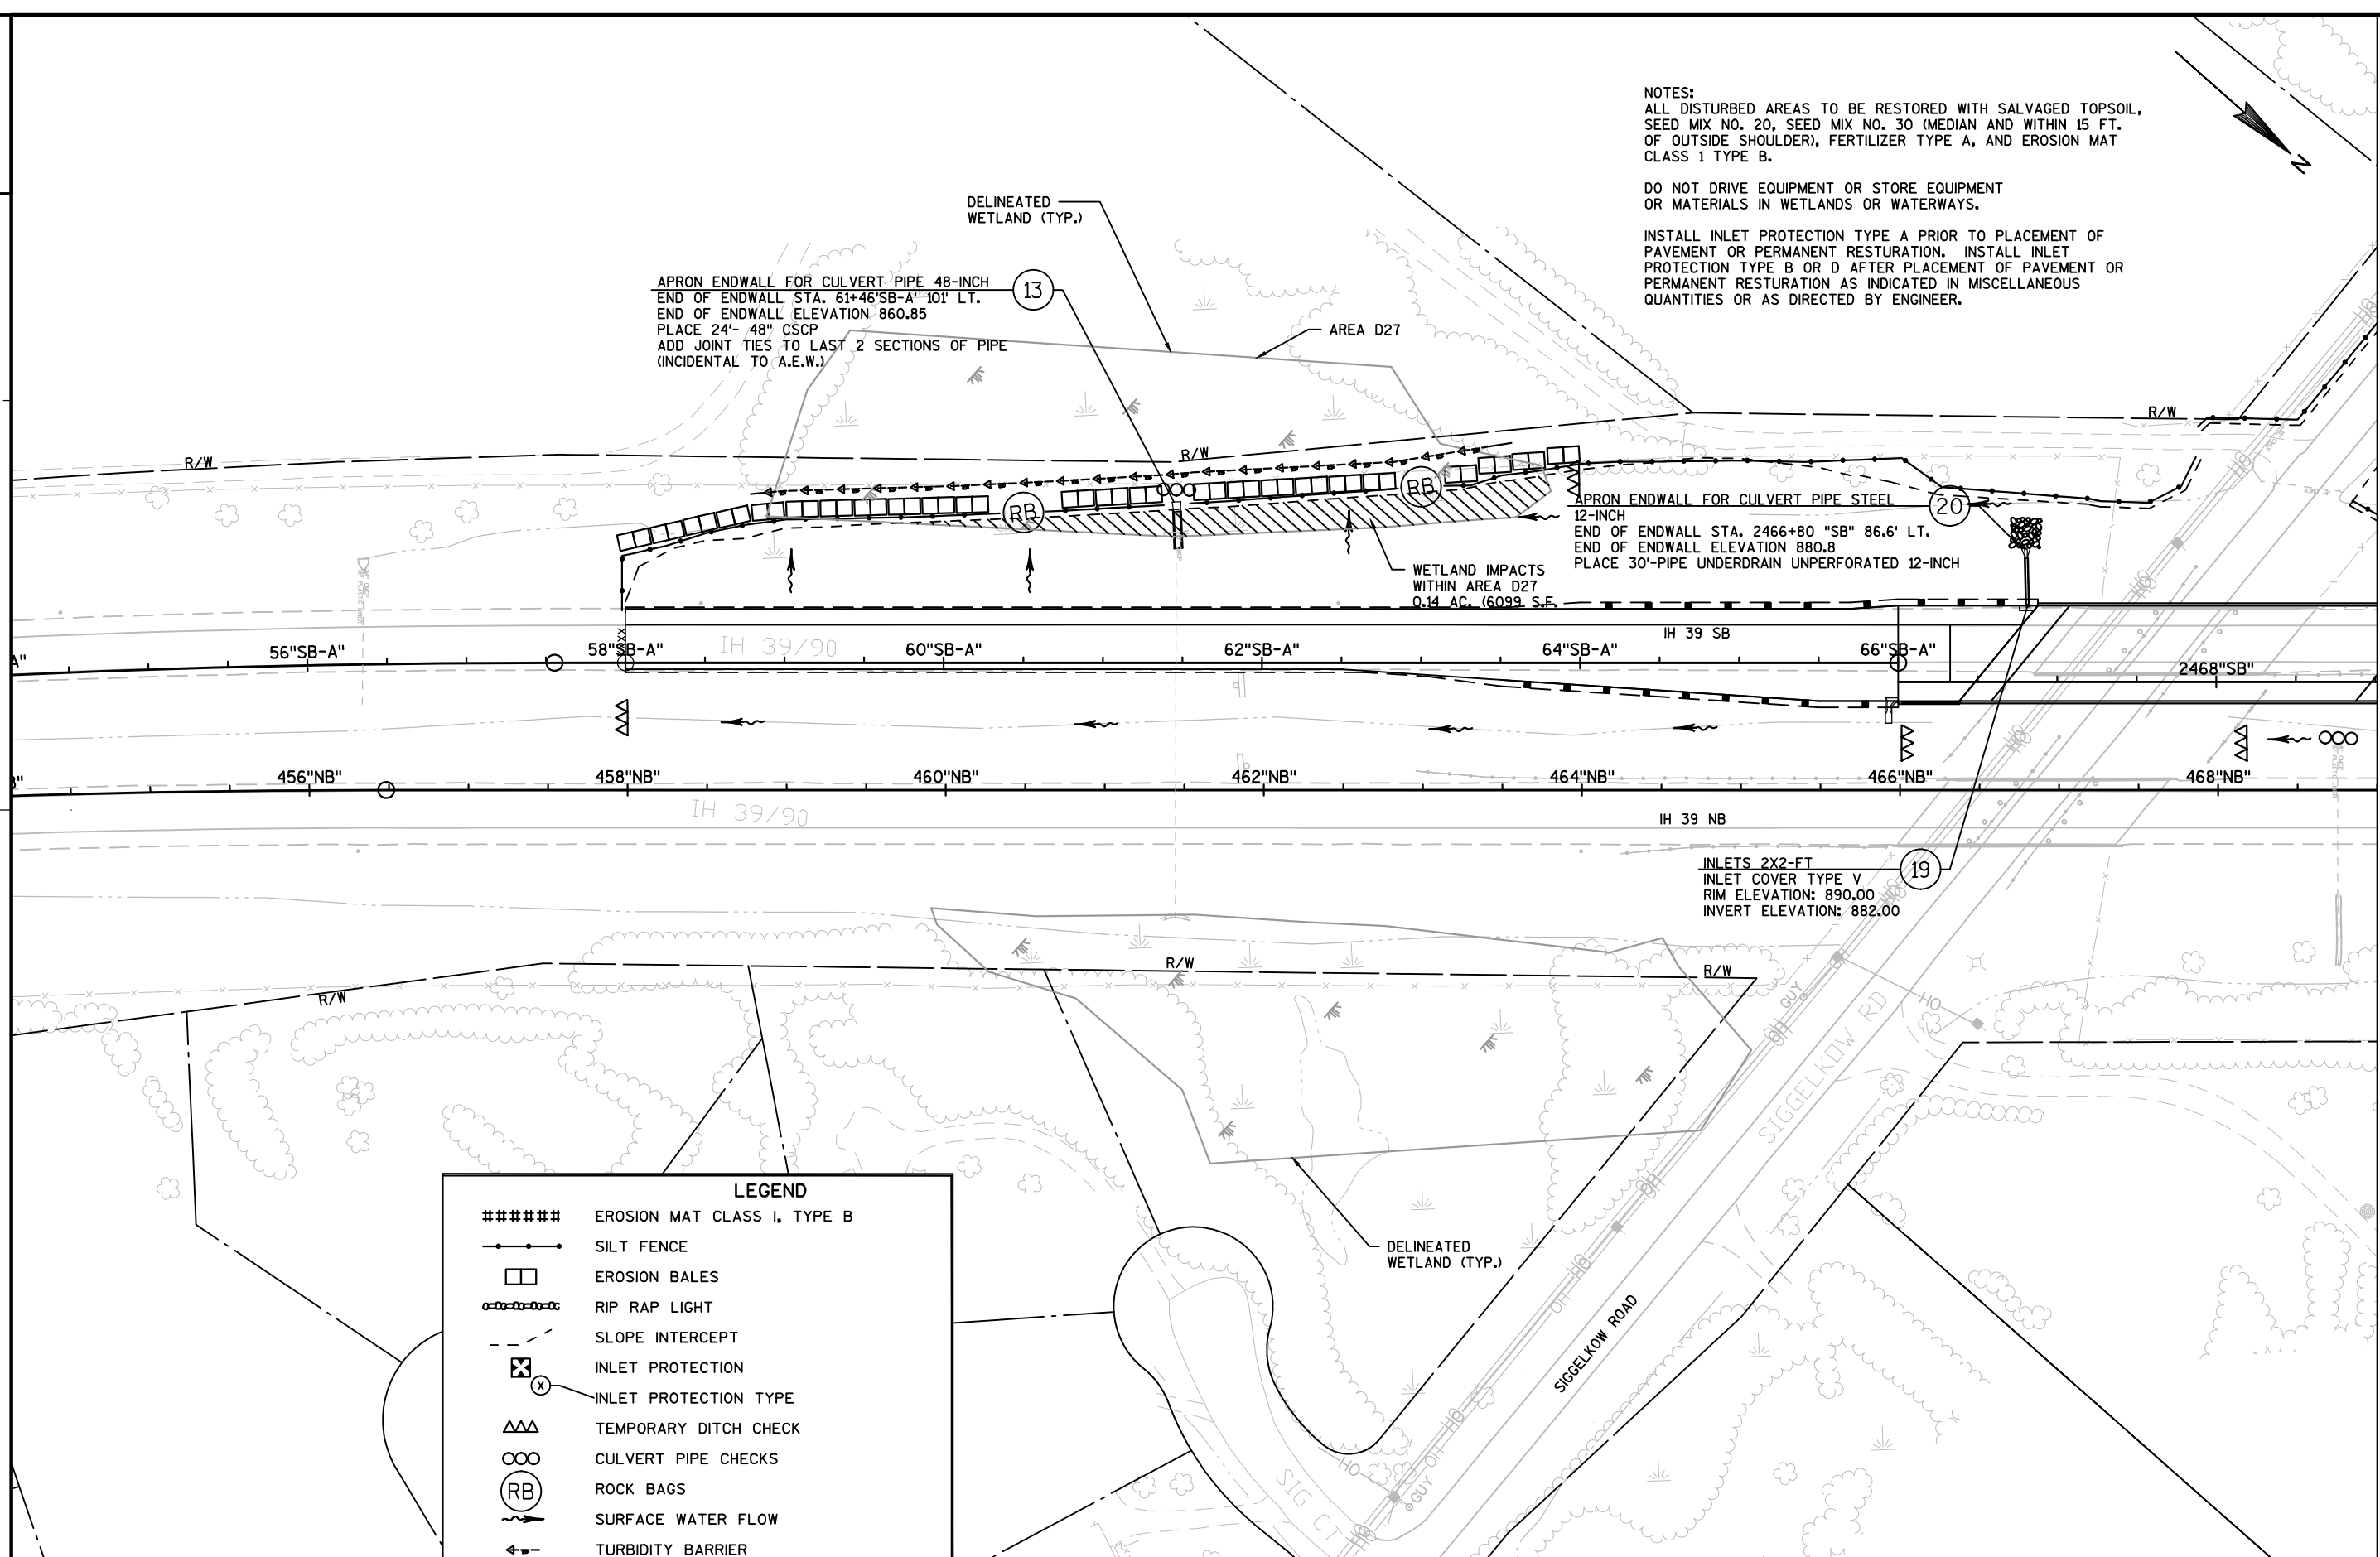 NOTES:
ALL DISTURBED AREAS TO BE RESTORED WITH SALVAGED TOPSOIL,
SEED MIX NO. 20, SEED MIX NO. 30 (MEDIAN AND WITHIN 15 FT.
OF OUTSIDE SHOULDER), FERTILIZER TYPE A, AND EROSION MAT
CLASS 1 TYPE B.
DO NOT DRIVE EQUIPMENT OR STORE EQUIPMENT
OR MATERIALS IN WETLANDS OR WATERWAYS.
INSTALL INLET PROTECTION TYPE A PRIOR TO PLACEMENT OF
PAVEMENT OR PERMANENT RESTURATION. INSTALL INLET
PROTECTION TYPE B OR D AFTER PLACEMENT OF PAVEMENT OR
PERMANENT RESTURATION AS INDICATED IN MISCELLANEOUS
QUANTITIES OR AS DIRECTED BY ENGINEER.
N
DELINEATED
WETLAND (TYP.)
APRON ENDWALL FOR CULVERT PIPE 48-INCH
END OF ENDWALL STA. 61+46'SB-A' 101' LT.
END OF ENDWALL ELEVATION 860.85
PLACE 24'- 48" CSCP
ADD JOINT TIES TO LAST 2 SECTIONS OF PIPE
(INCIDENTAL TO A.E.W.)
13
AREA D27
R/W
R/W
R/W
RB
RB
APRON ENDWALL FOR CULVERT PIPE STEEL
12-INCH
END OF ENDWALL STA. 2466+80 "SB" 86.6' LT.
END OF ENDWALL ELEVATION 880.8
PLACE 30'-PIPE UNDERDRAIN UNPERFORATED 12-INCH
20
WETLAND IMPACTS
WITHIN AREA D27
0.14 AC. (6099 S.F.
IH 39/90
IH 39 SB
A"
56"SB-A"
58"SB-A"
60"SB-A"
62"SB-A"
64"SB-A"
66"SB-A"
2468"SB"
456"NB"
458"NB"
460"NB"
462"NB"
464"NB"
466"NB"
468"NB"
IH 39/90
IH 39 NB
INLETS 2X2-FT
INLET COVER TYPE V
RIM ELEVATION: 890.00
INVERT ELEVATION: 882.00
19
R/W
R/W
R/W
GUY
HO
OH
SIGGELKOW RD
OH
DELINEATED
WETLAND (TYP.)
OH
HO
SIGGELKOW ROAD
HO
OH
HO
GUY
SIG CT
LEGEND
EROSION MAT CLASS I, TYPE B
SILT FENCE
EROSION BALES
RIP RAP LIGHT
SLOPE INTERCEPT
INLET PROTECTION
X
INLET PROTECTION TYPE
TEMPORARY DITCH CHECK
CULVERT PIPE CHECKS
RB
ROCK BAGS
SURFACE WATER FLOW
TURBIDITY BARRIER